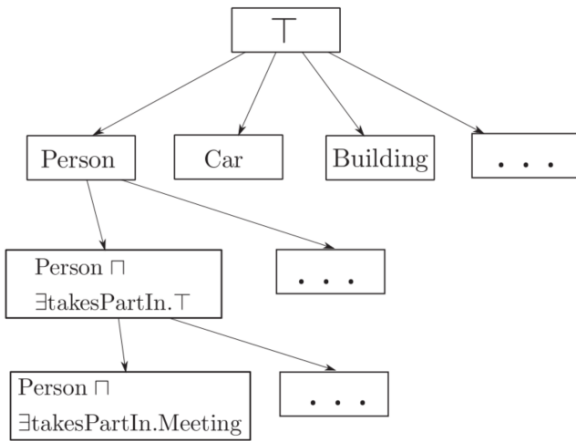 ⊤
Person
Car
Building
. . .
Person ⊓
∃takesPartIn.⊤
. . .
Person ⊓
∃takesPartIn.Meeting
. . .